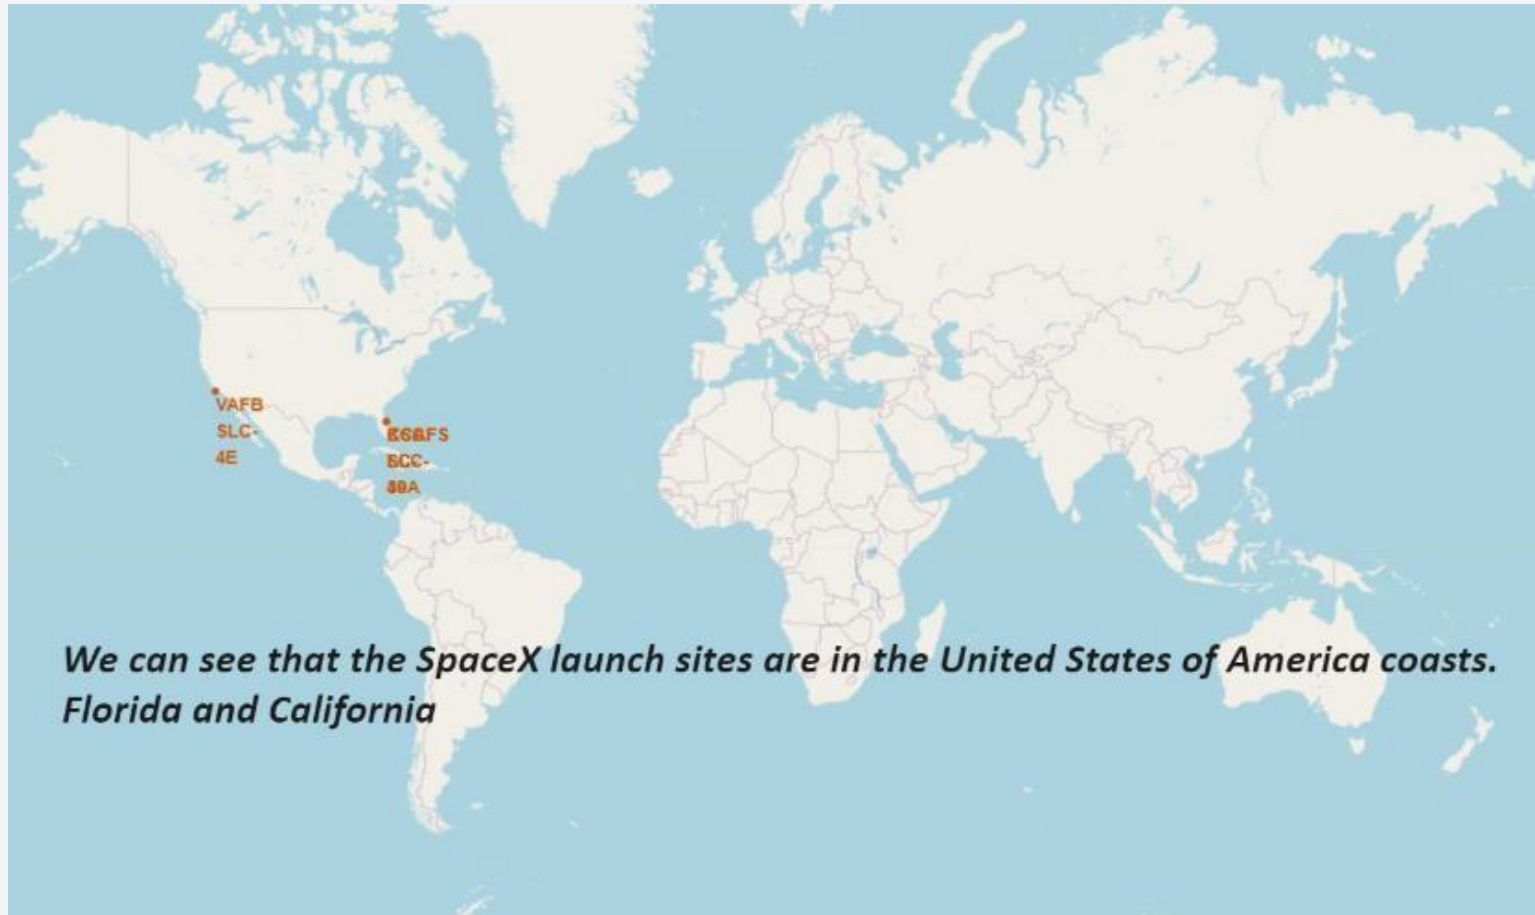 VAFB
SLC-
4E
We can see that the SpaceX launch sites are in the United States of America coasts.
Florida and California